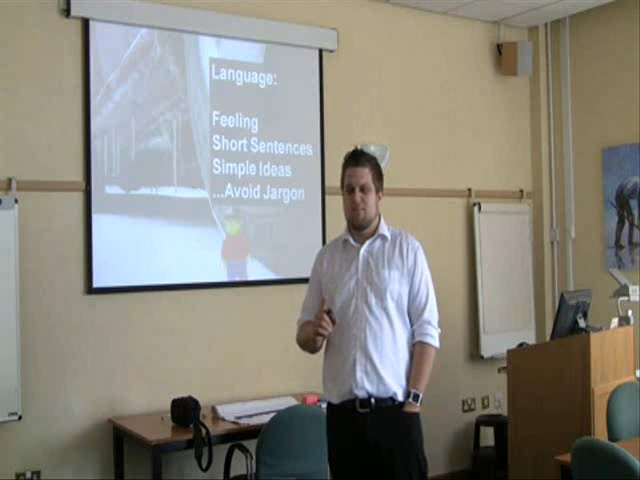 Language:
Feeling
Short Sentences
Simple Ideas
...Avoid Jargon